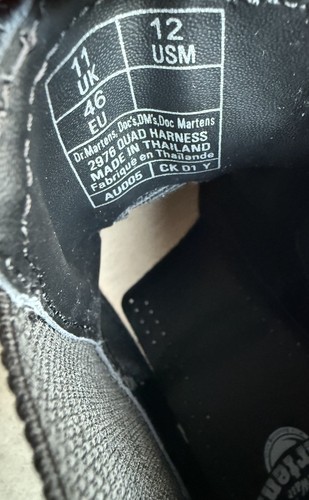 11 UK 12 USM
46 EU
Dr.Martens, Doc's,DM's,Doc Martens
2976 QUAD HARNESS
MADE IN THAILAND
Fabriqué en Thaïlande
AU005 CK 01 Y